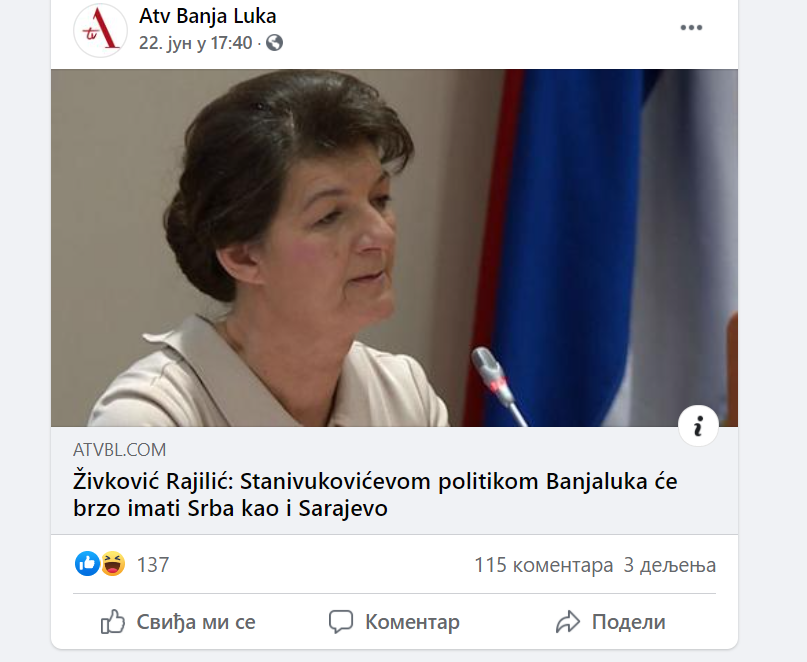 Atv Banja Luka
22. јун у 17:40 ·
ATVBL.COM
Živković Rajilić: Stanivukovićevom politikom Banjaluka će
brzo imati Srba kao i Sarajevo
137
115 коментара 3 дељења
Свиђа ми се Коментар Подели